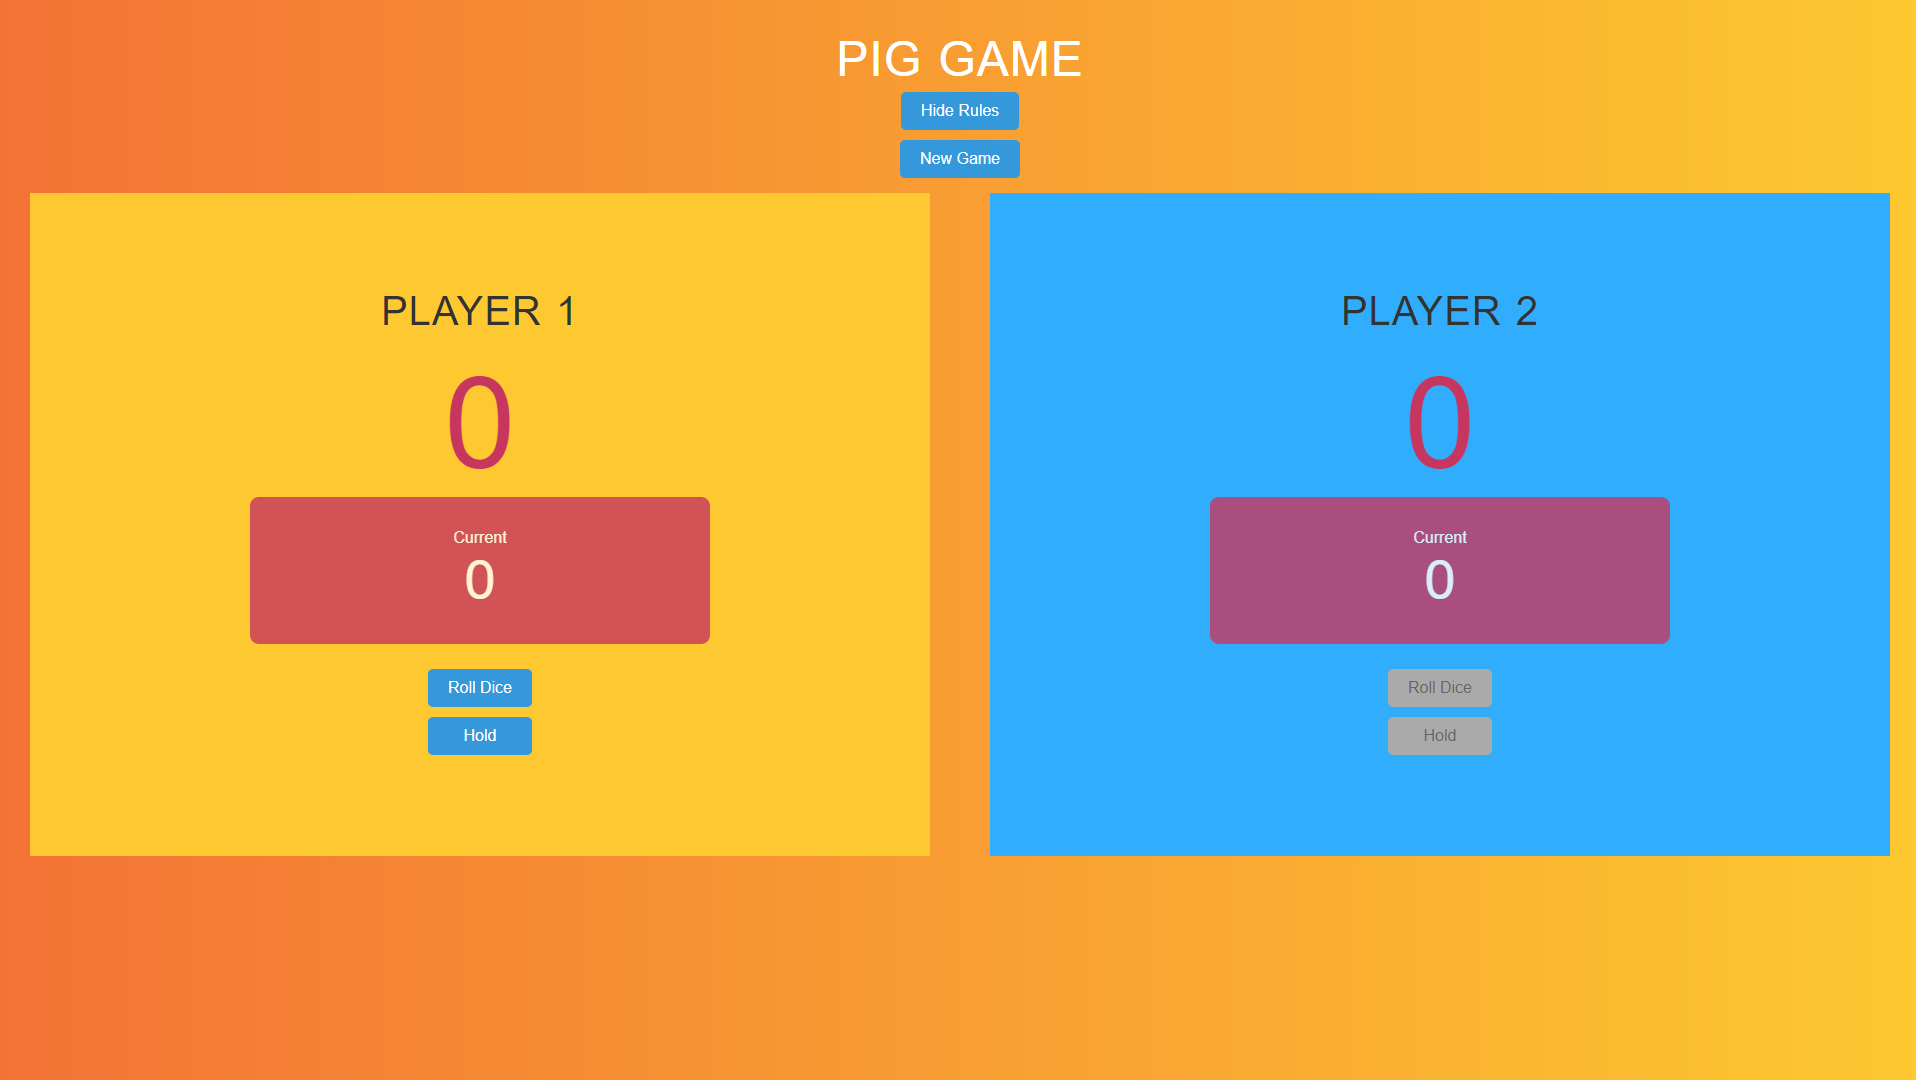 PIG GAME
Hide Rules
New Game
PLAYER 1
0
Current
0
Roll Dice
Hold
PLAYER 2
0
Current
0
Roll Dice
Hold